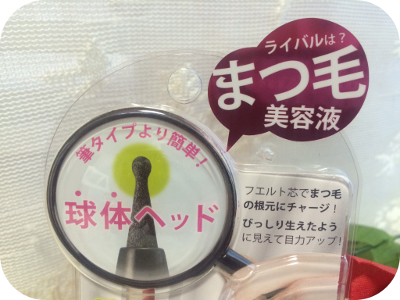 ライバルは？
まつ毛
美容液
筆タイプより簡単！
球体ヘッド
フエルト芯でまつ毛
の根元にチャージ！
びっしり生えたよう
に見えて目力アップ！